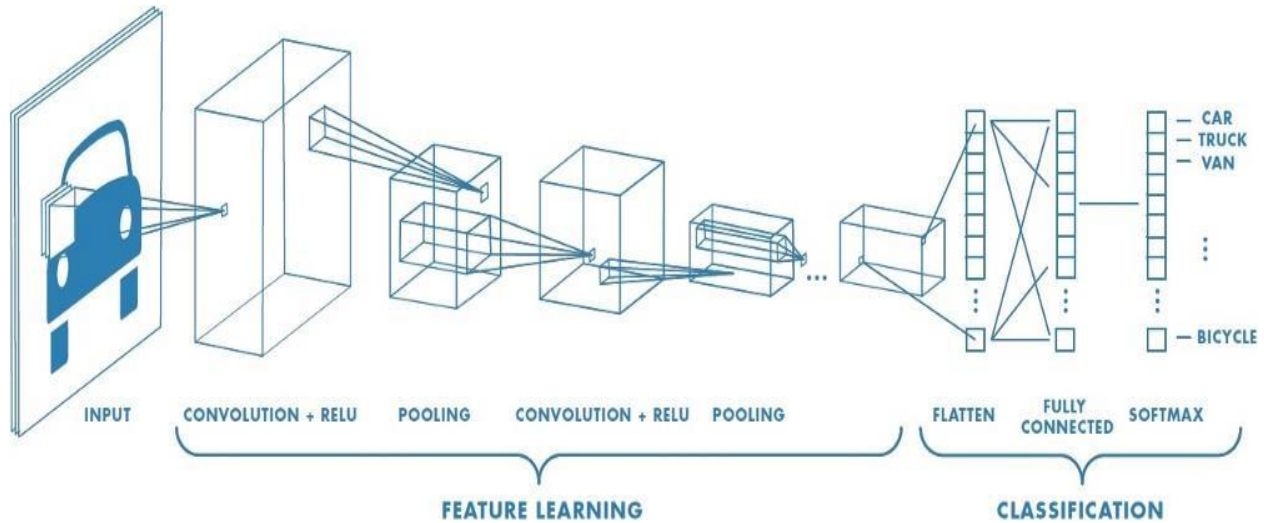 CAR
TRUCK
VAN
BICYCLE
INPUT
CONVOLUTION + RELU
POOLING
CONVOLUTION + RELU
POOLING
FLATTEN
FULLY
CONNECTED
SOFTMAX
FEATURE LEARNING
CLASSIFICATION